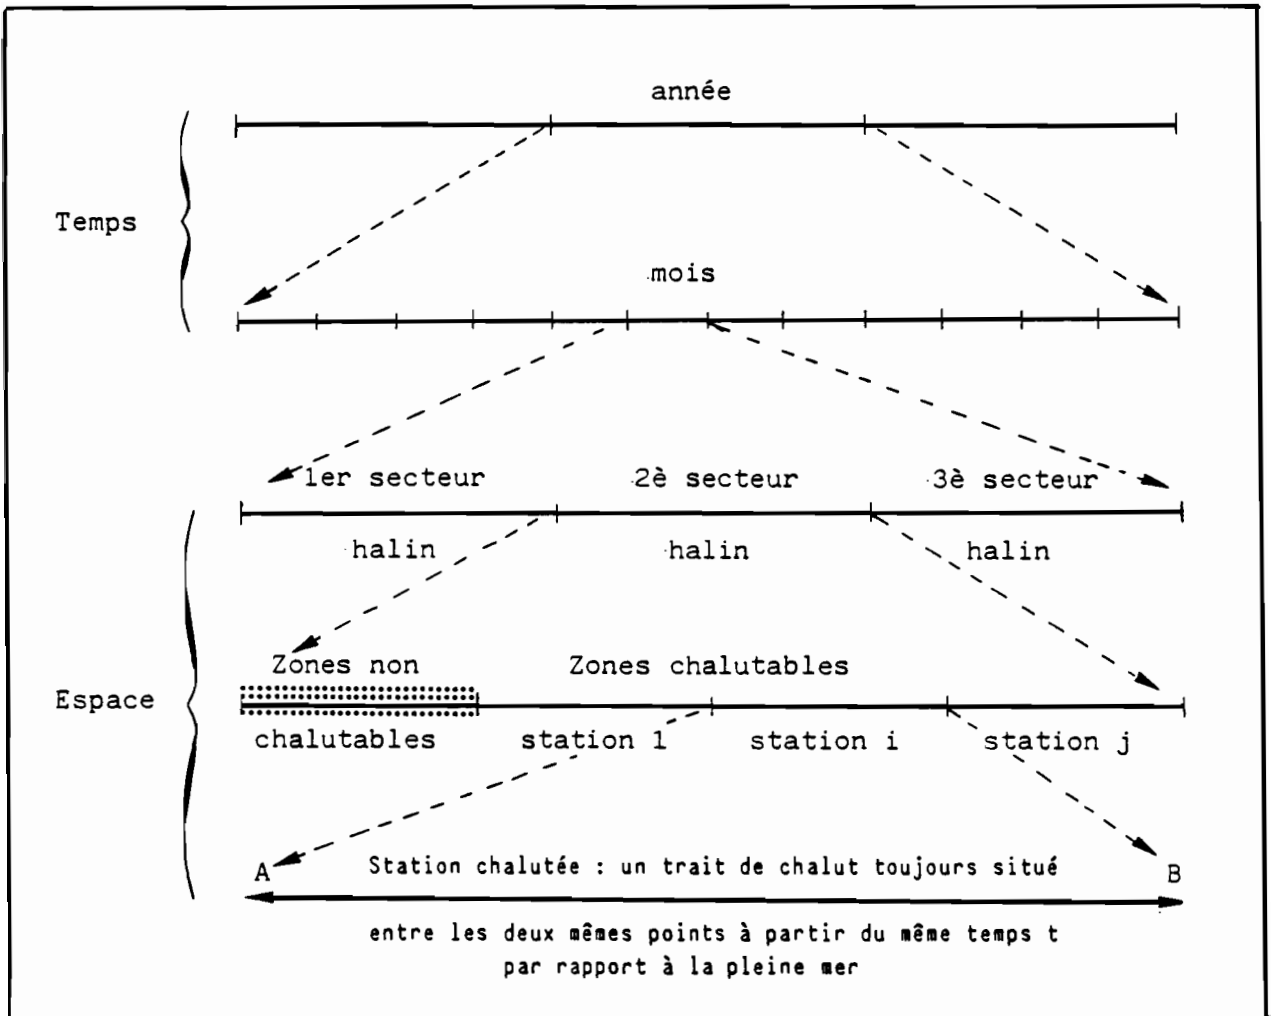 année
Temps
mois
1er secteur 2è secteur 3è secteur
halin halin halin
Zones non Zones chalutables
Espace
chalutables station 1 station i station j
A Station chalutée : un trait de chalut toujours situé B
entre les deux mêmes points à partir du même temps t
par rapport à la pleine mer